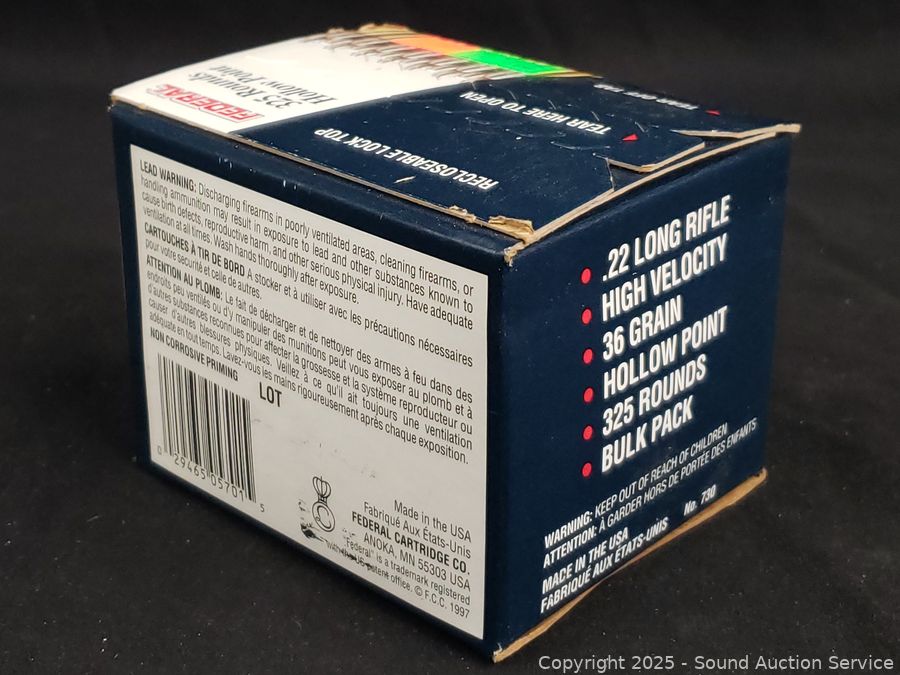 FEDERAL
325 Rounds
Hollow Point
TEAR HERE TO OPEN
RECLOSEABLE LOCK TOP
LEAD WARNING: Discharging firearms in poorly ventilated areas, cleaning firearms, or
handling ammunition may result in exposure to lead and other substances known to
cause birth defects, reproductive harm, and other serious physical injury. Have adequate
ventilation at all times. Wash hands thoroughly after exposure.
CARTOUCHES À TIR DE BORD A stocker et à utiliser avec les précautions nécessaires
pour votre securité et celle de autres.
ATTENTION AU PLOMB: Le fait de décharger et de nettoyer des armes à feu dans des
endroits peu ventilés ou d'y manipuler des munitions peut vous exposer au plomb et à
d'autres substances reconnues pour affecter la grossesse et la système reproducteur ou
causer d'autres blessures physiques. Veillez à ce qu'il ait toujours une ventilation
adéquate en tout temps. Lavez-vous les mains rigoureusement après chaque exposition.
NON CORROSIVE PRIMING
LOT
0 29465 05701 5
Made in the USA
Fabriqué Aux États-Unis
FEDERAL CARTRIDGE CO.
ANOKA, MN 55303 USA
"Federal" is a trademark registered
with the US patent office. © F.C.C. 1997
.22 LONG RIFLE
HIGH VELOCITY
36 GRAIN
HOLLOW POINT
325 ROUNDS
BULK PACK
WARNING: KEEP OUT OF REACH OF CHILDREN
ATTENTION: À GARDER HORS DE PORTÉE DES ENFANTS
MADE IN THE USA
FABRIQUÉ AUX ÉTATS-UNIS No. 730
Copyright © 2025 - Sound Auction Service